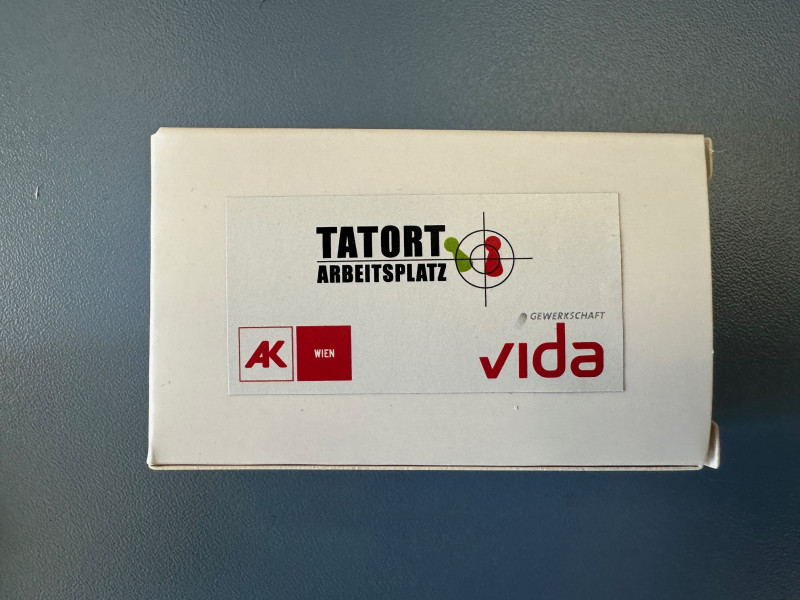 TATORT
ARBEITSPLATZ
GEWERKSCHAFT
AK WIEN
vida